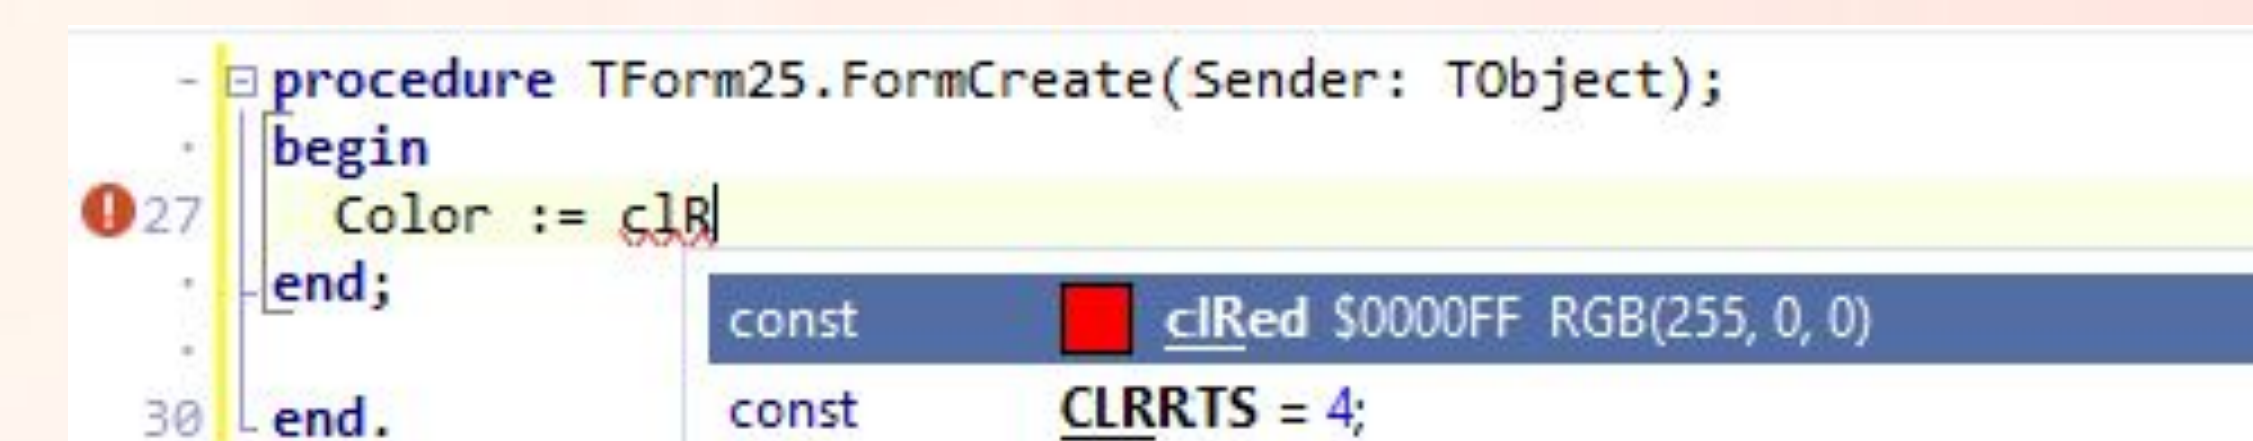 procedure TForm25.FormCreate(Sender: TObject);
begin
27 Color := clR
end;
const clRed $0000FF RGB(255, 0, 0)
30 end.
const CLRRTS = 4;